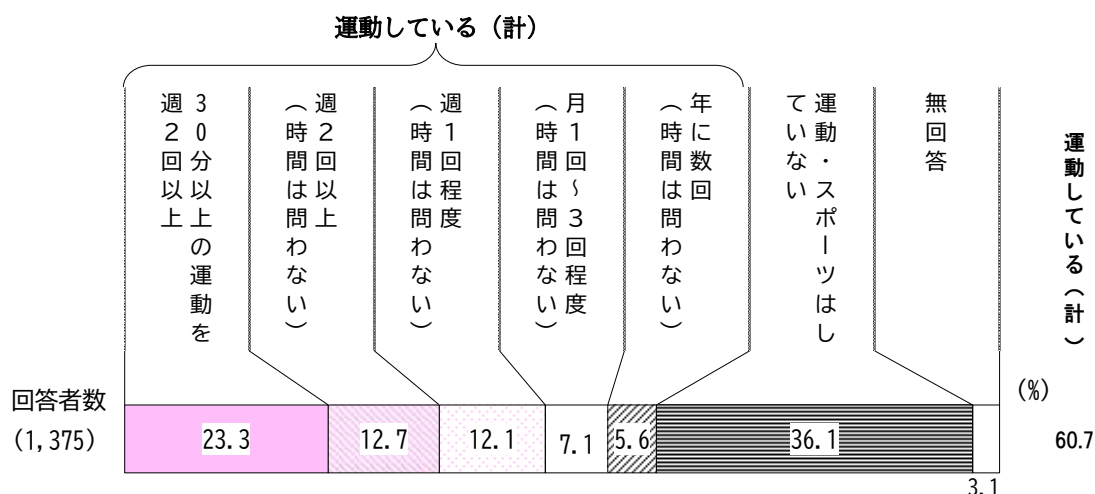 運動している（計）
３０分以上の運動を
週２回以上
週２回以上
（時間は問わない）
週１回程度
（時間は問わない）
月１回～３回程度
（時間は問わない）
年に数回
（時間は問わない）
運動・スポーツはし
ていない
無回答
運動している（計）
(%)
回答者数
(1,375)
23.3
12.7
12.1
7.1
5.6
36.1
3.1
60.7